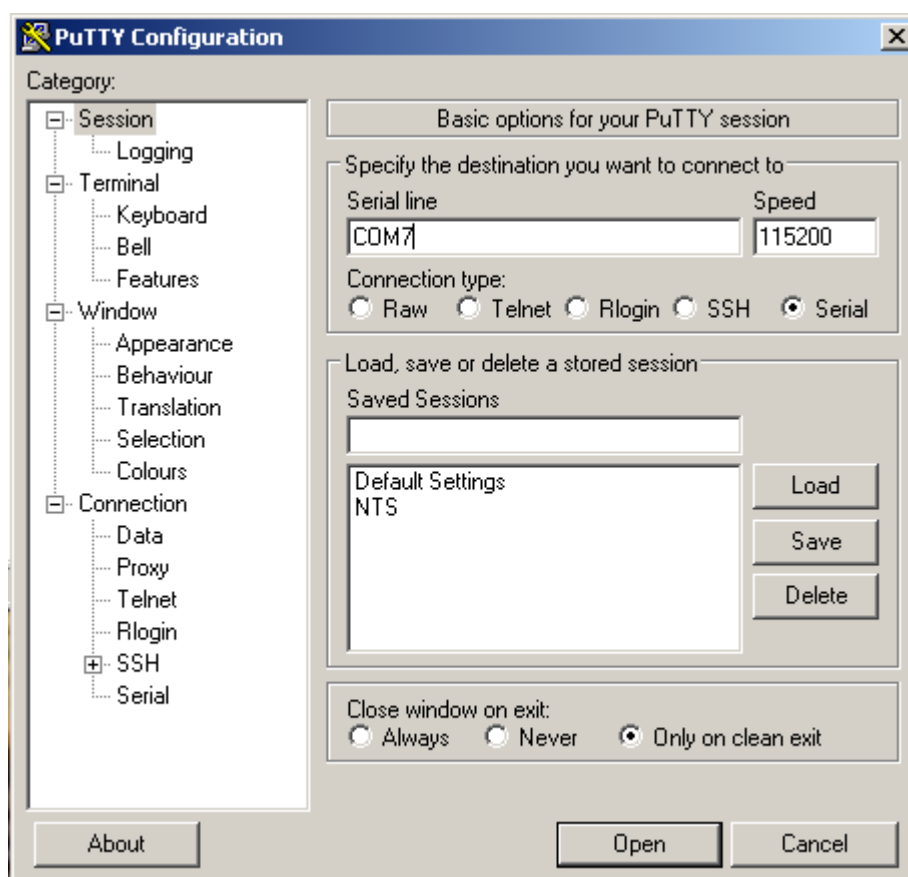 PuTTY Configuration
Category:
Session
Logging
Terminal
Keyboard
Bell
Features
Window
Appearance
Behaviour
Translation
Selection
Colours
Connection
Data
Proxy
Telnet
Rlogin
SSH
Serial
Basic options for your PuTTY session
Specify the destination you want to connect to
Serial line Speed
COM7 115200
Connection type:
Raw Telnet Rlogin SSH Serial
Load, save or delete a stored session
Saved Sessions
Default Settings
NTS
Load
Save
Delete
Close window on exit:
Always Never Only on clean exit
About Open Cancel